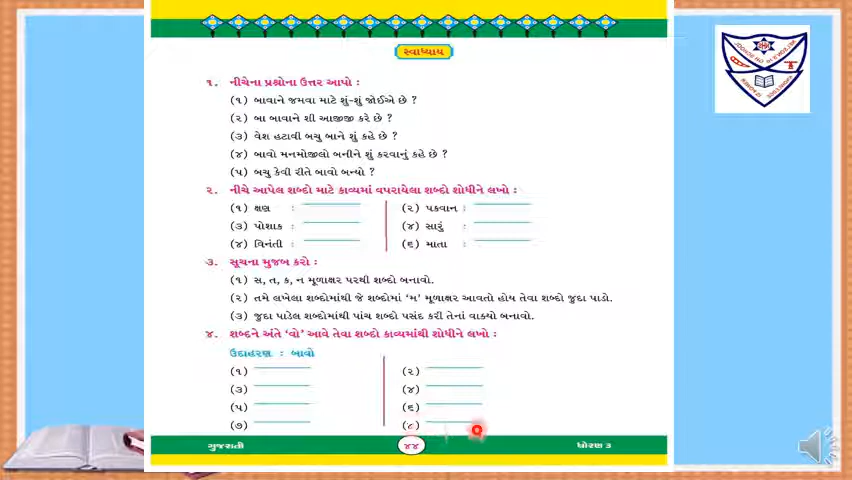 સ્વાધ્યાય
૧. નીચેના પ્રશ્નોના ઉત્તર આપો :
(૧) બાવાને જમવા માટે શું-શું જોઈએ છે ?
(૨) બા બાવાને શી આજીજી કરે છે ?
(૩) વેશ હટાવી બચુ બાને શું કહે છે ?
(૪) બાવો મનમોજીલો બનીને શું કરવાનું કહે છે ?
(૫) બચુ કેવી રીતે બાવો બન્યો ?
૨. નીચે આપેલ શબ્દો માટે કાવ્યમાં વપરાયેલા શબ્દો શોધીને લખો :
(૧) ક્ષણ : (૨) પકવાન :
(૩) પોશાક : (૪) સારું :
(૪) વિનંતી : (૬) માતા :
૩. સૂચના મુજબ કરો :
(૧) સ, ત, ક, ન મૂળાક્ષર પરથી શબ્દો બનાવો.
(૨) તમે લખેલા શબ્દોમાંથી જે શબ્દોમાં ‘મ’ મૂળાક્ષર આવતો હોય તેવા શબ્દો જુદા પાડો.
(૩) જુદા પાડેલ શબ્દોમાંથી પાંચ શબ્દો પસંદ કરી તેનાં વાક્યો બનાવો.
૪. શબ્દને અંતે ‘વો’ આવે તેવા શબ્દો કાવ્યમાંથી શોધીને લખો :
ઉદાહરણ : બાવો
(૧) (૨)
(૩) (૪)
(૫) (૬)
(૭) (૮)
ગુજરાતી ૪૪ ધોરણ 3